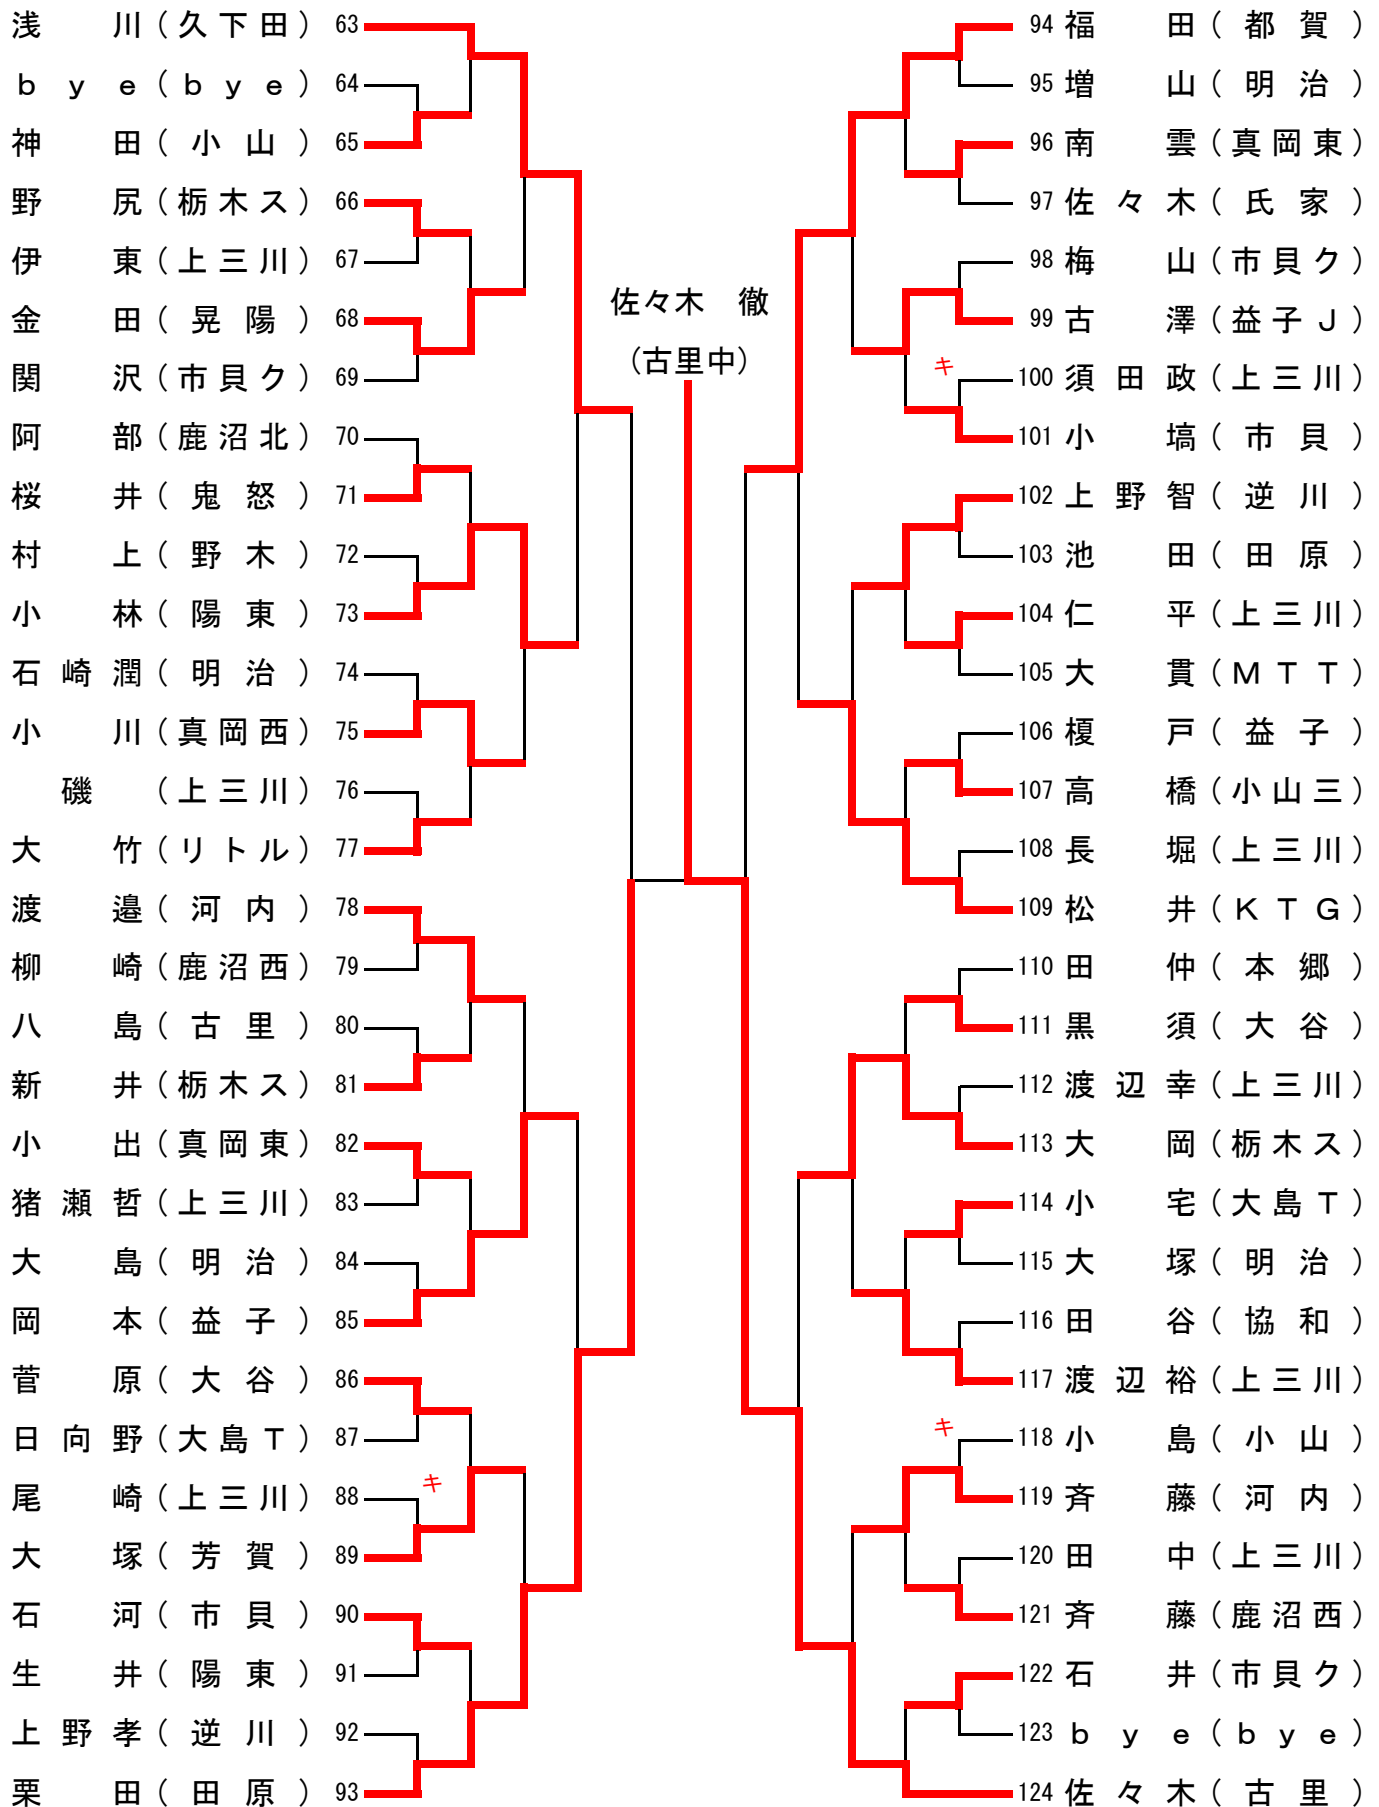 浅川（久下田） 63
ｂｙｅ（ｂｙｅ） 64
神田（小山） 65
野尻（栃木ス） 66
伊東（上三川） 67
金田（晃陽） 68
関沢（市貝ク） 69
阿部（鹿沼北） 70
桜井（鬼怒） 71
村上（野木） 72
小林（陽東） 73
石崎潤（明治） 74
小川（真岡西） 75
磯（上三川） 76
大竹（リトル） 77
渡邉（河内） 78
柳崎（鹿沼西） 79
八島（古里） 80
新井（栃木ス） 81
小出（真岡東） 82
猪瀬哲（上三川） 83
大島（明治） 84
岡本（益子） 85
菅原（大谷） 86
日向野（大島Ｔ） 87
キ
尾崎（上三川） 88
大塚（芳賀） 89
石河（市貝） 90
生井（陽東） 91
上野孝（逆川） 92
栗田（田原） 93
佐々木　徹
（古里中）
94 福田（都賀）
95 増山（明治）
96 南雲（真岡東）
97 佐々木（氏家）
98 梅山（市貝ク）
99 古澤（益子Ｊ）
キ
100 須田政（上三川）
101 小塙（市貝）
102 上野智（逆川）
103 池田（田原）
104 仁平（上三川）
105 大貫（ＭＴＴ）
106 榎戸（益子）
107 高橋（小山三）
108 長堀（上三川）
109 松井（ＫＴＧ）
110 田仲（本郷）
111 黒須（大谷）
112 渡辺幸（上三川）
113 大岡（栃木ス）
114 小宅（大島Ｔ）
115 大塚（明治）
116 田谷（協和）
117 渡辺裕（上三川）
キ
118 小島（小山）
119 斉藤（河内）
120 田中（上三川）
121 斉藤（鹿沼西）
122 石井（市貝ク）
123 ｂｙｅ（ｂｙｅ）
124 佐々木（古里）